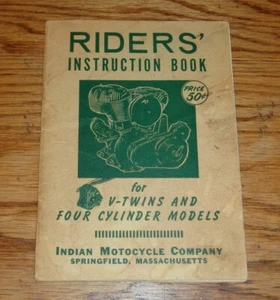 RIDERS'
INSTRUCTION BOOK
PRICE
50¢
for
V-TWINS AND
FOUR CYLINDER MODELS
INDIAN MOTOCYCLE COMPANY
SPRINGFIELD, MASSACHUSETTS